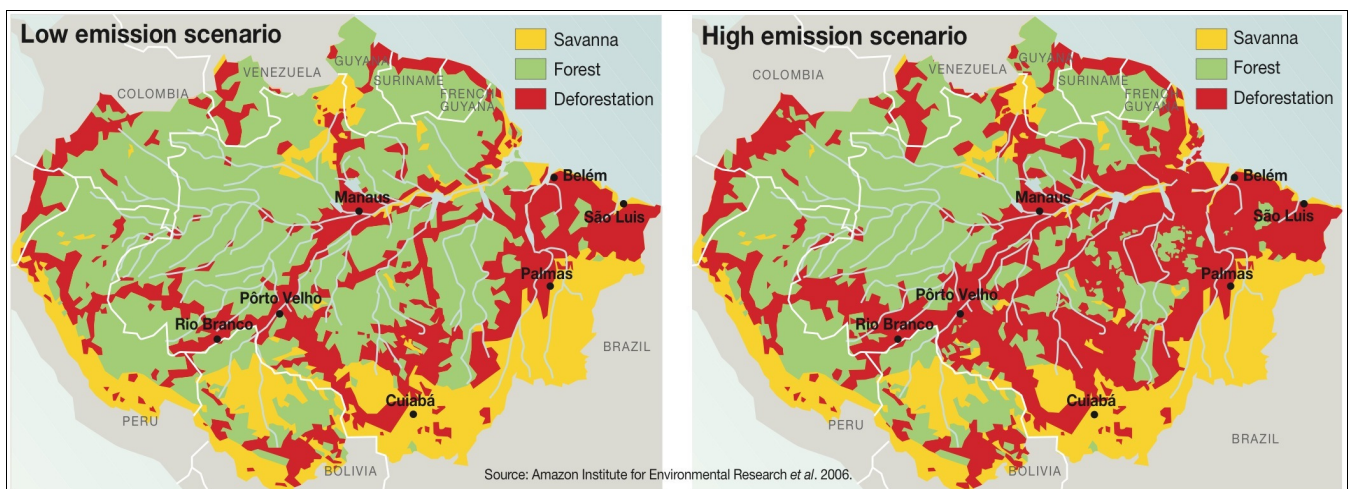 Low emission scenario
Savanna
Forest
Deforestation
COLOMBIA
VENEZUELA
GUYANA
SURINAME
FRENCH
GUYANA
Belém
São Luis
Manaus
Palmas
Pôrto Velho
Rio Branco
BRAZIL
Cuiabá
PERU
BOLIVIA
High emission scenario
Savanna
Forest
Deforestation
COLOMBIA
VENEZUELA
GUYANA
SURINAME
FRENCH
GUYANA
Belém
São Luis
Manaus
Palmas
Pôrto Velho
Rio Branco
Cuiabá
PERU
BRAZIL
BOLIVIA
Source: Amazon Institute for Environmental Research et al. 2006.